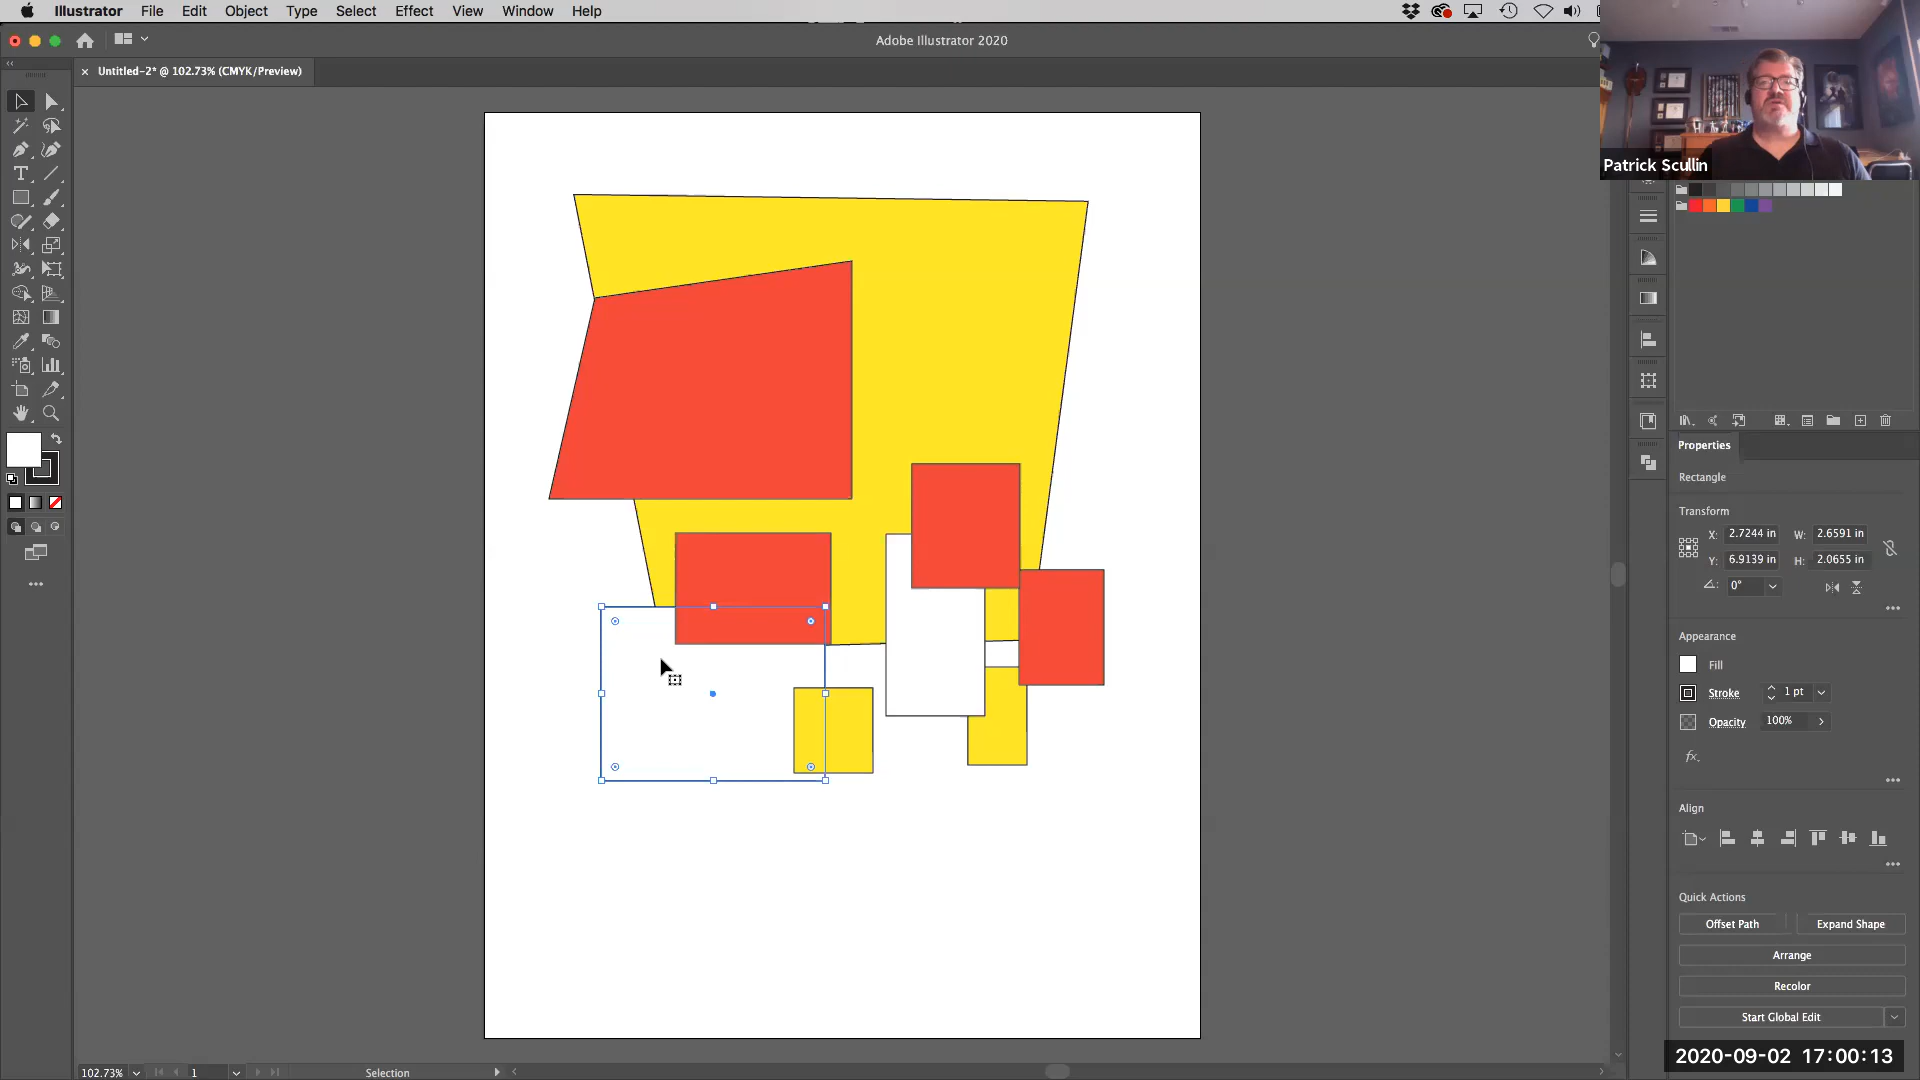 Illustrator File Edit Object Type Select Effect View Window Help
Adobe Illustrator 2020
Untitled-2* @ 102.73% (CMYK/Preview)
Patrick Scullin
Properties
Rectangle
Transform
X: 2.7244 in W: 2.6591 in
Y: 6.9139 in H: 2.0655 in
0°
Appearance
Fill
Stroke 1 pt
Opacity 100%
fx.
Align
Quick Actions
Offset Path Expand Shape
Arrange
Recolor
Start Global Edit
2020-09-02 17:00:13
102.73% 1 Selection